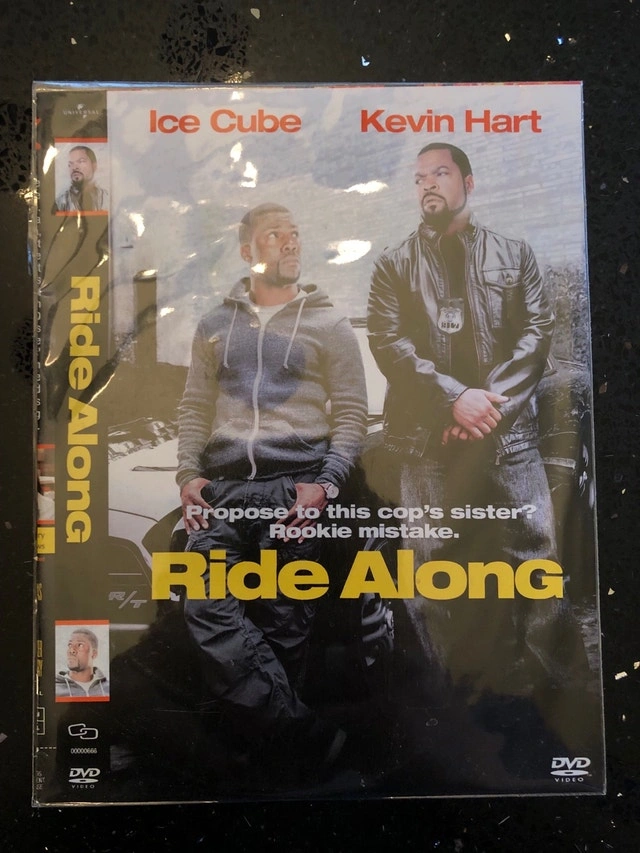 UNIVERSAL
Ice Cube
Kevin Hart
Ride Along
Propose to this cop's sister?
Rookie mistake.
Ride Along
R/T
00000666
DVD
VIDEO
DVD
VIDEO